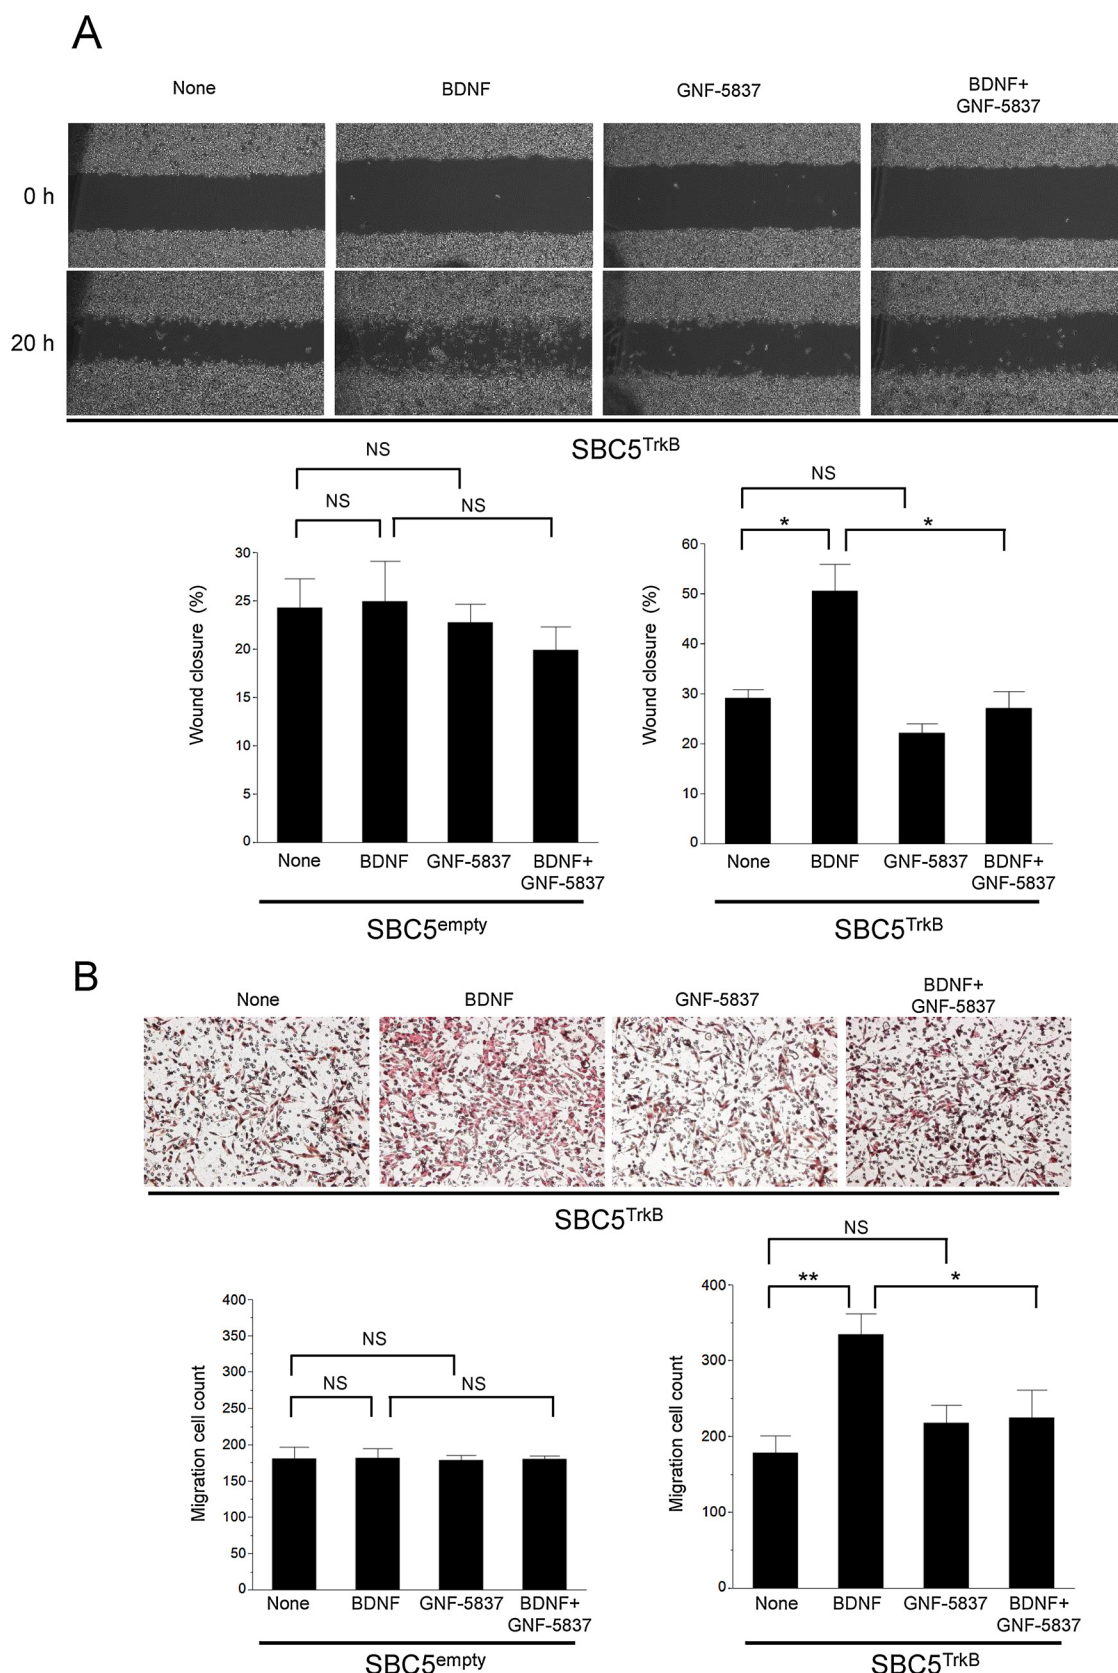 A
None
BDNF
GNF-5837
BDNF+
GNF-5837
0 h
20 h
SBC5TrkB
NS
NS
NS
30
25
20
15
10
5
0
Wound closure (%)
None
BDNF
GNF-5837
BDNF+
GNF-5837
SBC5empty
NS
*
*
60
50
40
30
20
10
0
Wound closure (%)
None
BDNF
GNF-5837
BDNF+
GNF-5837
SBC5TrkB
B
None
BDNF
GNF-5837
BDNF+
GNF-5837
SBC5TrkB
NS
NS
NS
400
350
300
250
200
150
100
50
0
Migration cell count
None
BDNF
GNF-5837
BDNF+
GNF-5837
SBC5empty
NS
**
*
400
300
200
100
0
Migration cell count
None
BDNF
GNF-5837
BDNF+
GNF-5837
SBC5TrkB